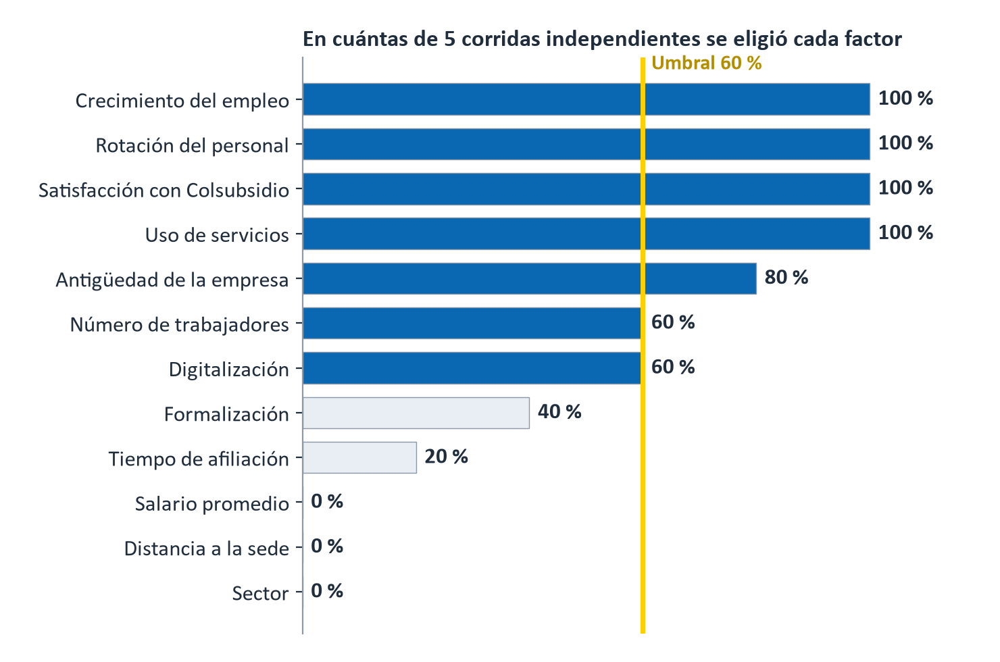 En cuántas de 5 corridas independientes se eligió cada factor
Umbral 60 %
Crecimiento del empleo 100 %
Rotación del personal 100 %
Satisfacción con Colsubsidio 100 %
Uso de servicios 100 %
Antigüedad de la empresa 80 %
Número de trabajadores 60 %
Digitalización 60 %
Formalización 40 %
Tiempo de afiliación 20 %
Salario promedio 0 %
Distancia a la sede 0 %
Sector 0 %